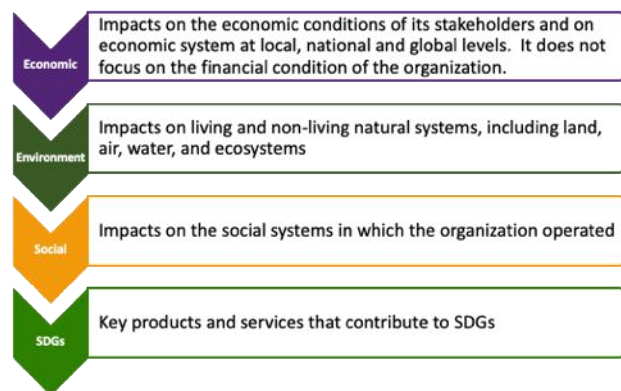 Economic
Impacts on the economic conditions of its stakeholders and on
economic system at local, national and global levels.  It does not
focus on the financial condition of the organization.
Environment
Impacts on living and non-living natural systems, including land,
air, water, and ecosystems
Social
Impacts on the social systems in which the organization operated
SDGs
Key products and services that contribute to SDGs